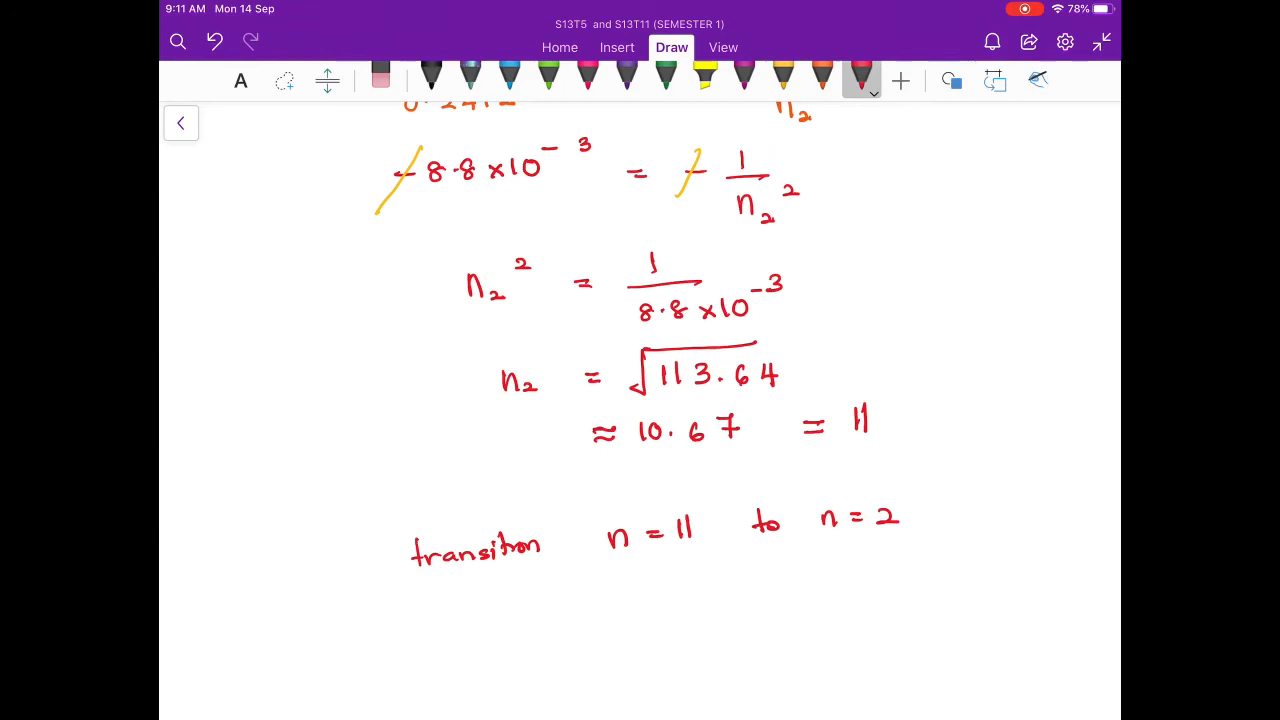 9:11 AM Mon 14 Sep
78%
S13T5 and S13T11 (SEMESTER 1)
Home Insert Draw View
A
- 8.8 × 10⁻³ = - 1/n₂²
n₂² = 1/(8.8 × 10⁻³)
n₂ = √113.64
≈ 10.67 = 11
transition n = 11 to n = 2